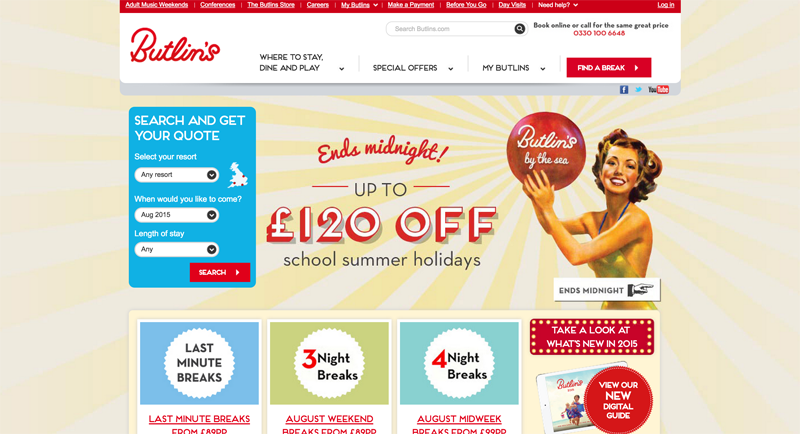 Adult Music Weekends
Conferences
The Butlins Store
Careers
My Butlins
Make a Payment
Before You Go
Day Visits
Need help?
Log in
Butlin's
Search Butlins.com
Book online or call for the same great price
0330 100 6648
WHERE TO STAY,
DINE AND PLAY
SPECIAL OFFERS
MY BUTLINS
FIND A BREAK
f
YouTube
SEARCH AND GET
YOUR QUOTE
Select your resort
Any resort
When would you like to come?
Aug 2015
Length of stay
Any
SEARCH
Ends midnight!
UP TO
£120 OFF
school summer holidays
Butlin's
by the sea
ENDS MIDNIGHT
LAST
MINUTE
BREAKS
3 Night
Breaks
4 Night
Breaks
TAKE A LOOK AT
WHAT'S NEW IN 2015
Butlin's
VIEW OUR
NEW
DIGITAL
GUIDE
LAST MINUTE BREAKS
FROM £89PP
AUGUST WEEKEND
BREAKS FROM £89PP
AUGUST MIDWEEK
BREAKS FROM £99PP